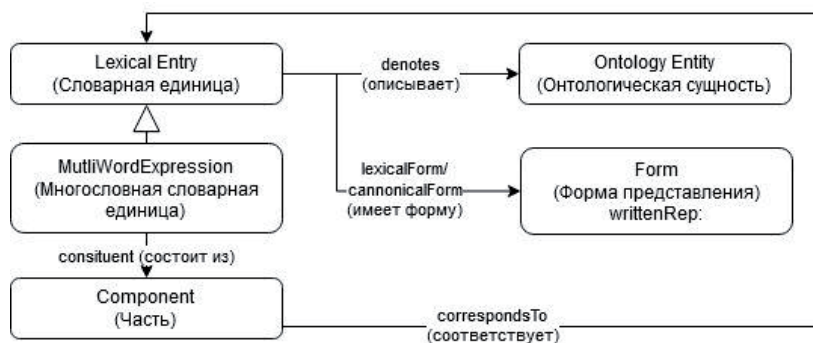 Lexical Entry
(Словарная единица)
denotes
(описывает)
Ontology Entity
(Онтологическая сущность)
MutliWordExpression
(Многословная словарная
единица)
lexicalForm/
cannonicalForm
(имеет форму)
Form
(Форма представления)
writtenRep:
consituent (состоит из)
Component
(Часть)
correspondsTo
(соответствует)